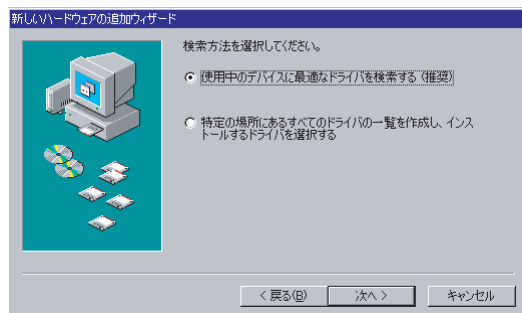 新しいハードウェアの追加ウィザード
検索方法を選択してください。
使用中のデバイスに最適なドライバを検索する (推奨)
特定の場所にあるすべてのドライバの一覧を作成し、インス
トールするドライバを選択する
< 戻る(B)
次へ >
キャンセル